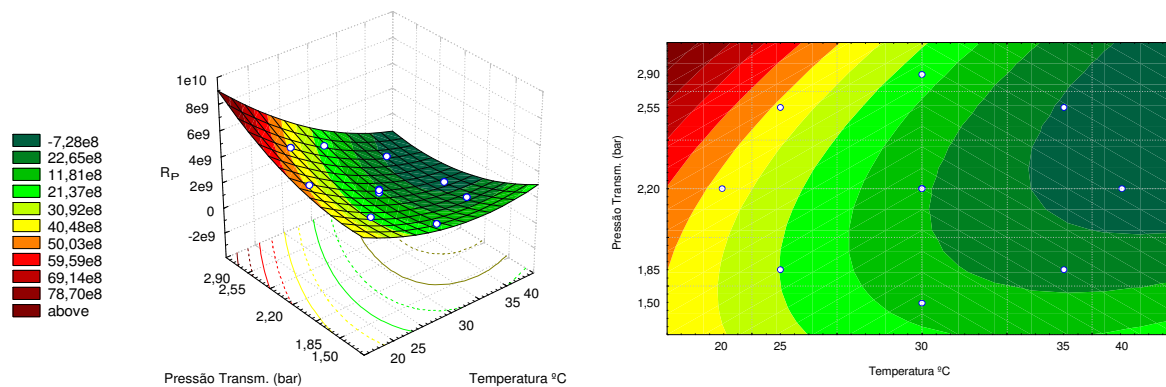 -7,28e8
22,65e8
11,81e8
21,37e8
30,92e8
40,48e8
50,03e8
59,59e8
69,14e8
78,70e8
above
R_P
1e10
8e9
6e9
4e9
2e9
0
-2e9
2,90
2,55
2,20
1,85
1,50
20
25
30
35
40
Pressão Transm. (bar)
Temperatura ºC
Pressão Transm. (bar)
2.90
2,55
2,20
1,85
1,50
20
25
30
35
40
Temperatura ºC